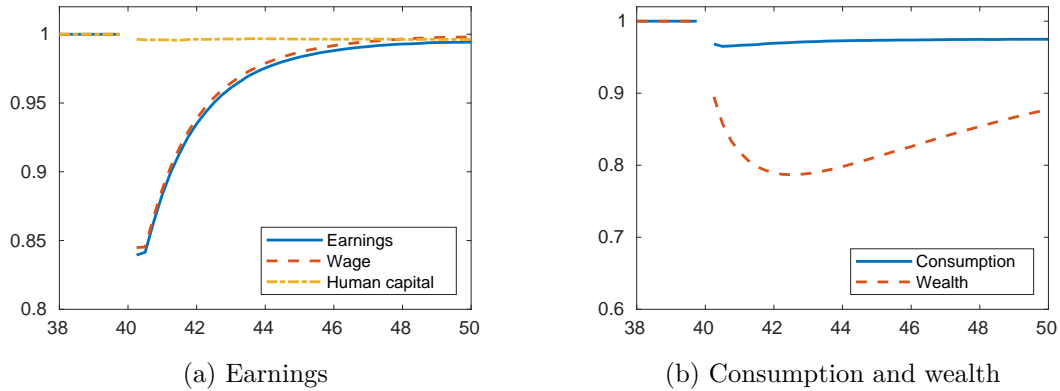 1
0.95
0.9
0.85
0.8
Earnings
Wage
Human capital
38 40 42 44 46 48 50
(a) Earnings
1
0.9
0.8
0.7
0.6
Consumption
Wealth
38 40 42 44 46 48 50
(b) Consumption and wealth